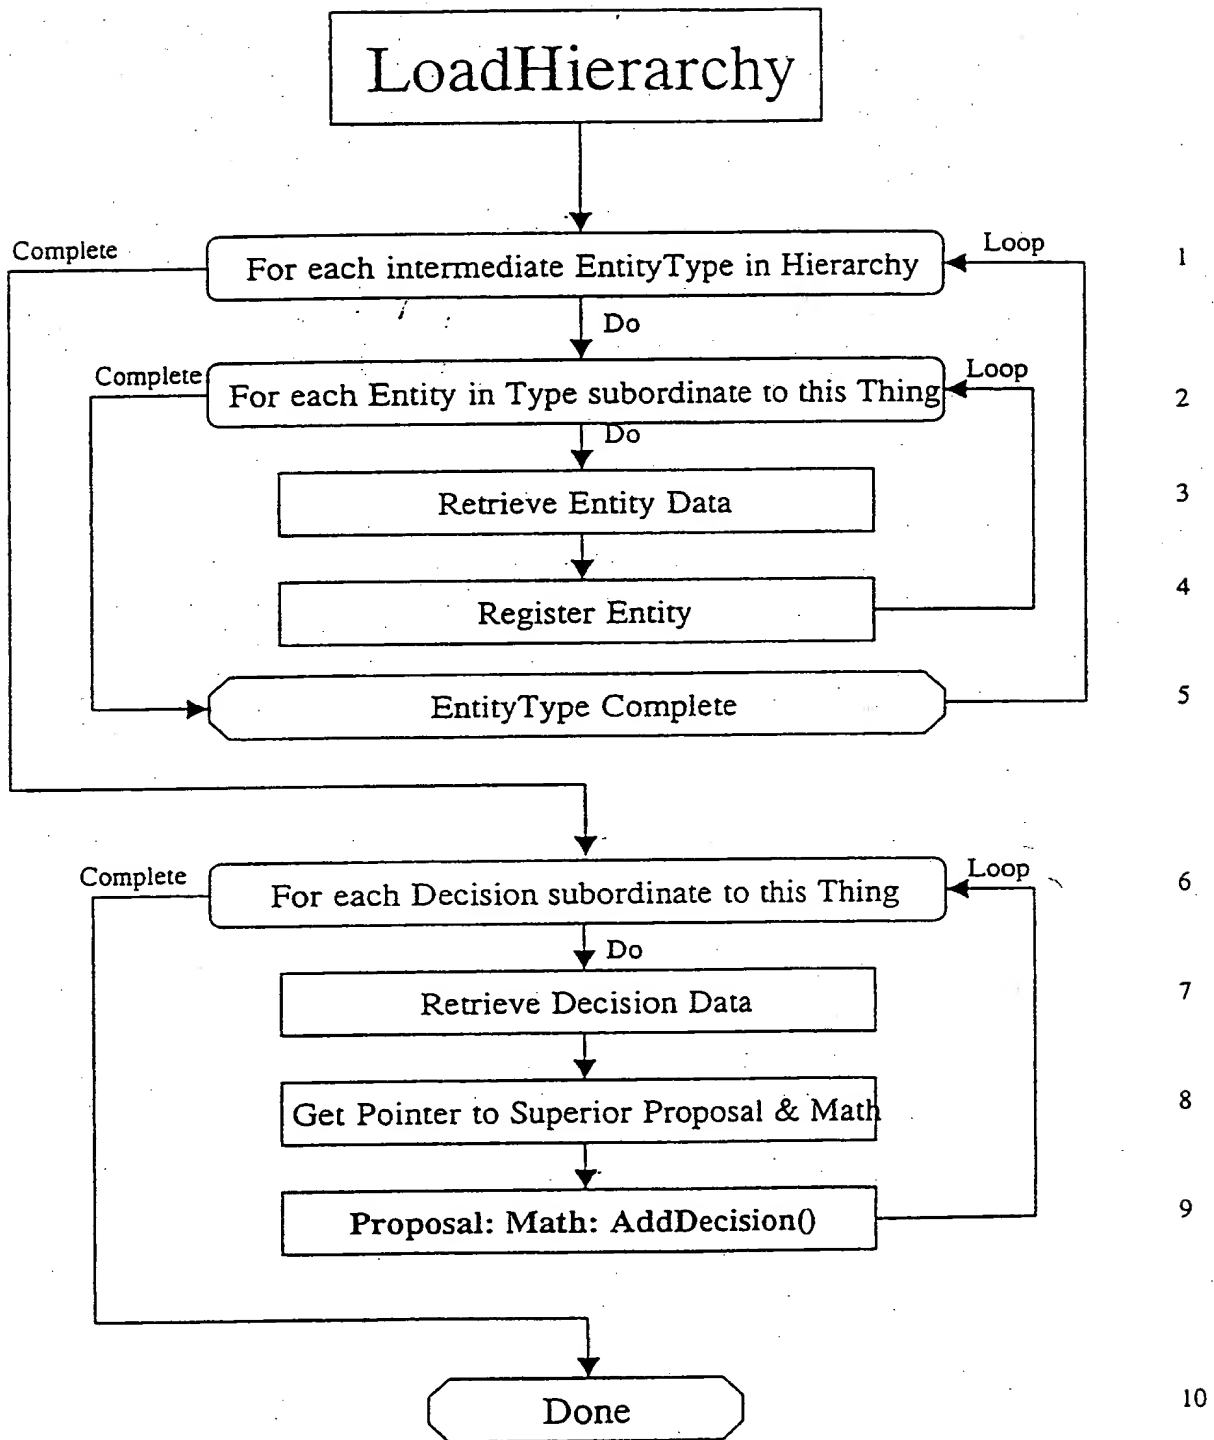 LoadHierarchy
Complete
Loop
1
For each intermediate EntityType in Hierarchy
Do
Complete
Loop
2
For each Entity in Type subordinate to this Thing
Do
3
Retrieve Entity Data
4
Register Entity
5
EntityType Complete
Complete
Loop
6
For each Decision subordinate to this Thing
Do
7
Retrieve Decision Data
8
Get Pointer to Superior Proposal & Math
9
Proposal: Math: AddDecision()
10
Done